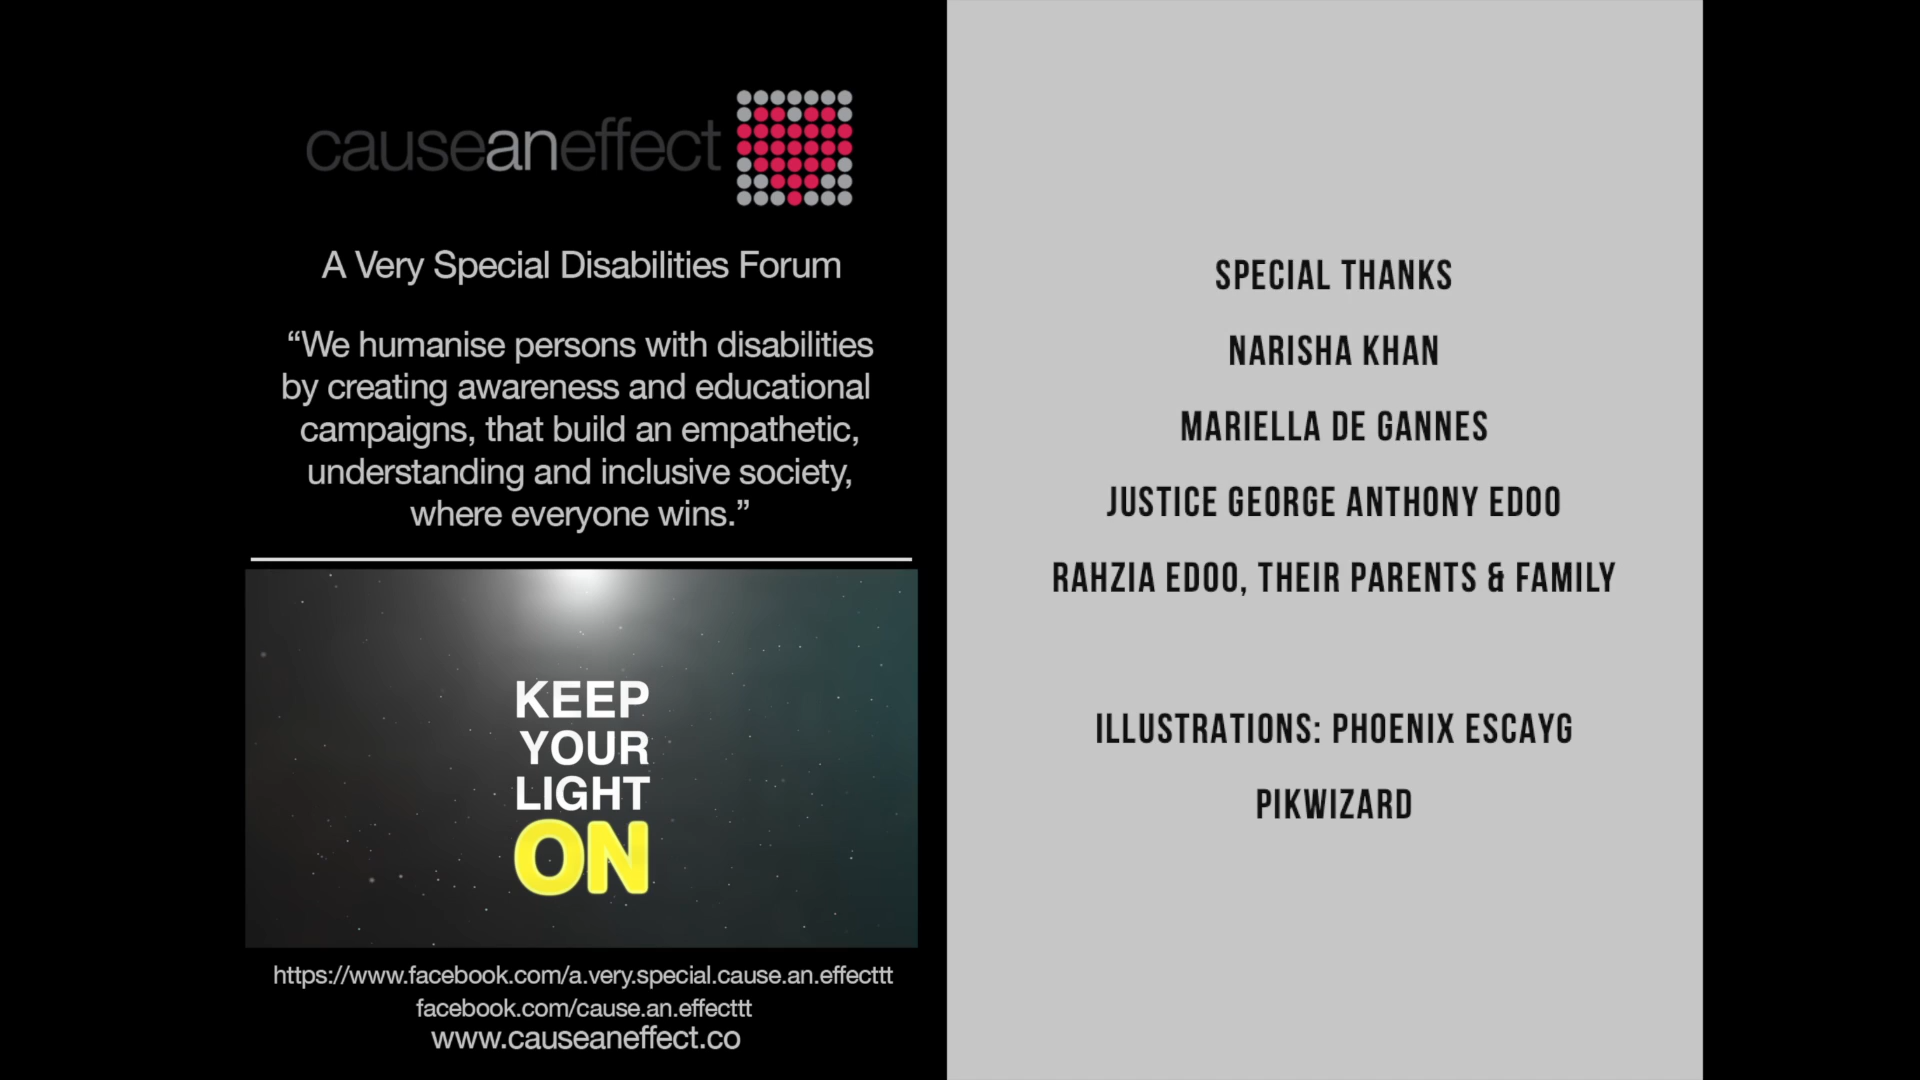 causeaneffect
A Very Special Disabilities Forum
“We humanise persons with disabilities
by creating awareness and educational
campaigns, that build an empathetic,
understanding and inclusive society,
where everyone wins.”
KEEP
YOUR
LIGHT
ON
https://www.facebook.com/a.very.special.cause.an.effecttt
facebook.com/cause.an.effecttt
www.causeaneffect.co
SPECIAL THANKS
NARISHA KHAN
MARIELLA DE GANNES
JUSTICE GEORGE ANTHONY EDOO
RAHZIA EDOO, THEIR PARENTS & FAMILY
ILLUSTRATIONS: PHOENIX ESCAYG
PIKWIZARD